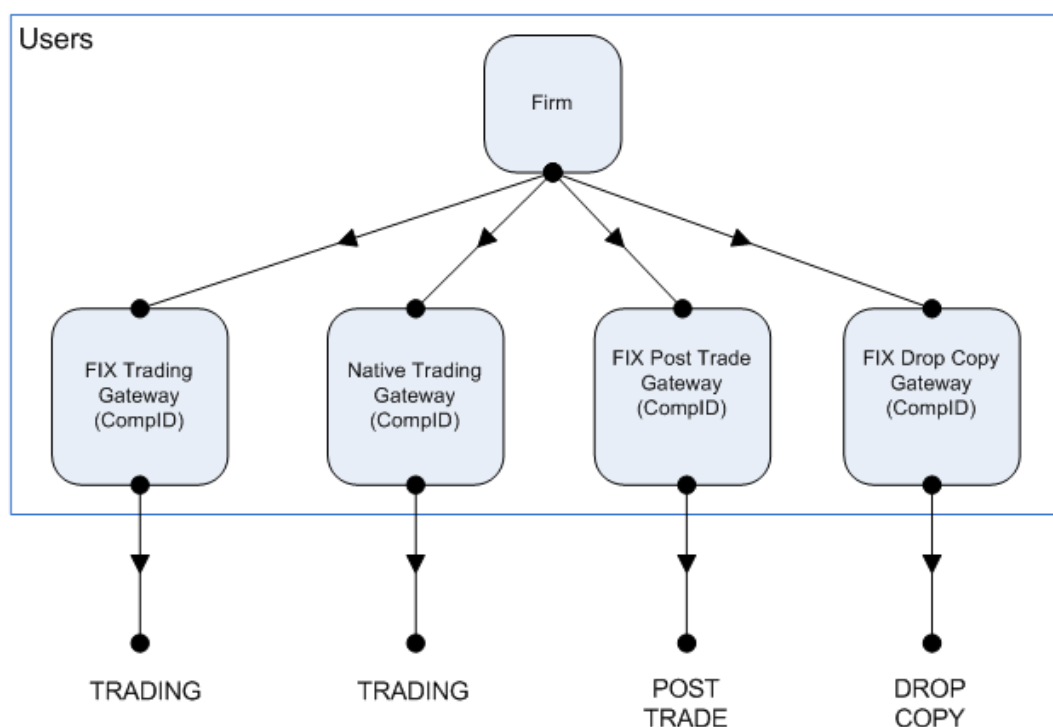 Users
Firm
FIX Trading
Gateway
(CompID)
Native Trading
Gateway
(CompID)
FIX Post Trade
Gateway
(CompID)
FIX Drop Copy
Gateway
(CompID)
TRADING
TRADING
POST
TRADE
DROP
COPY